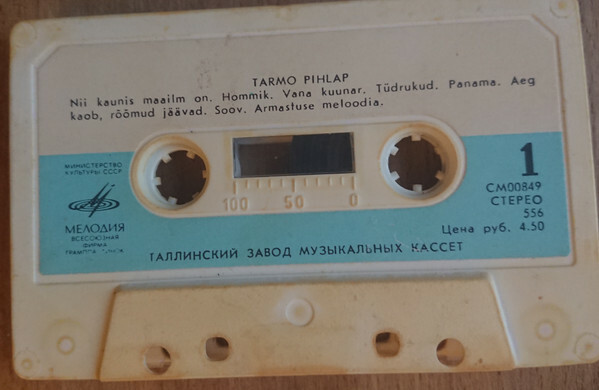 TARMO PIHLAP
Nii kaunis maailm on. Hommik. Vana kuunar. Tüdrukud. Panama. Aeg
kaob, rõõmud jäävad. Soov. Armastuse meloodia.
МИНИСТЕРСТВО
КУЛЬТУРЫ СССР
МЕЛОДИЯ
ВСЕСОЮЗНАЯ
ФИРМА
100 50 0
1
СМ00849
СТЕРЕО
556
Цена руб. 4.50
ТАЛЛИНСКИЙ ЗАВОД МУЗЫКАЛЬНЫХ КАССЕТ